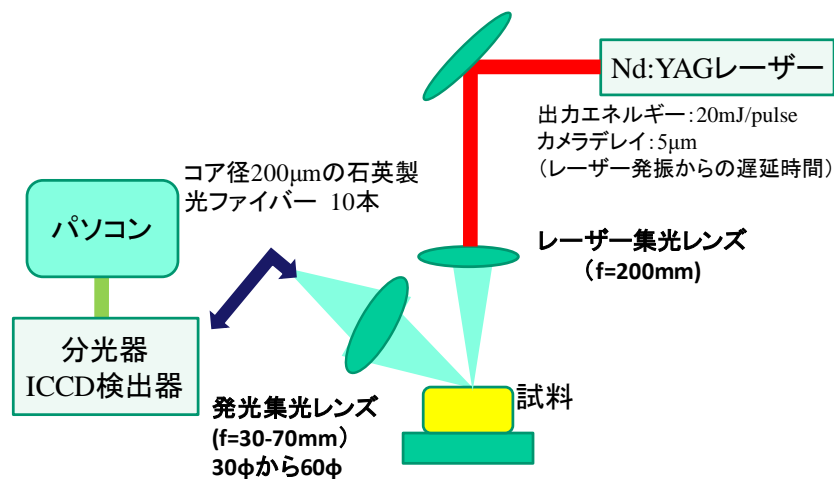 Nd:YAGレーザー
出力エネルギー:20mJ/pulse
カメラデレイ:5μm
(レーザー発振からの遅延時間)
コア径200μmの石英製
光ファイバー 10本
パソコン
レーザー集光レンズ
(f=200mm)
分光器
ICCD検出器
試料
発光集光レンズ
(f=30-70mm)
30φから60φ